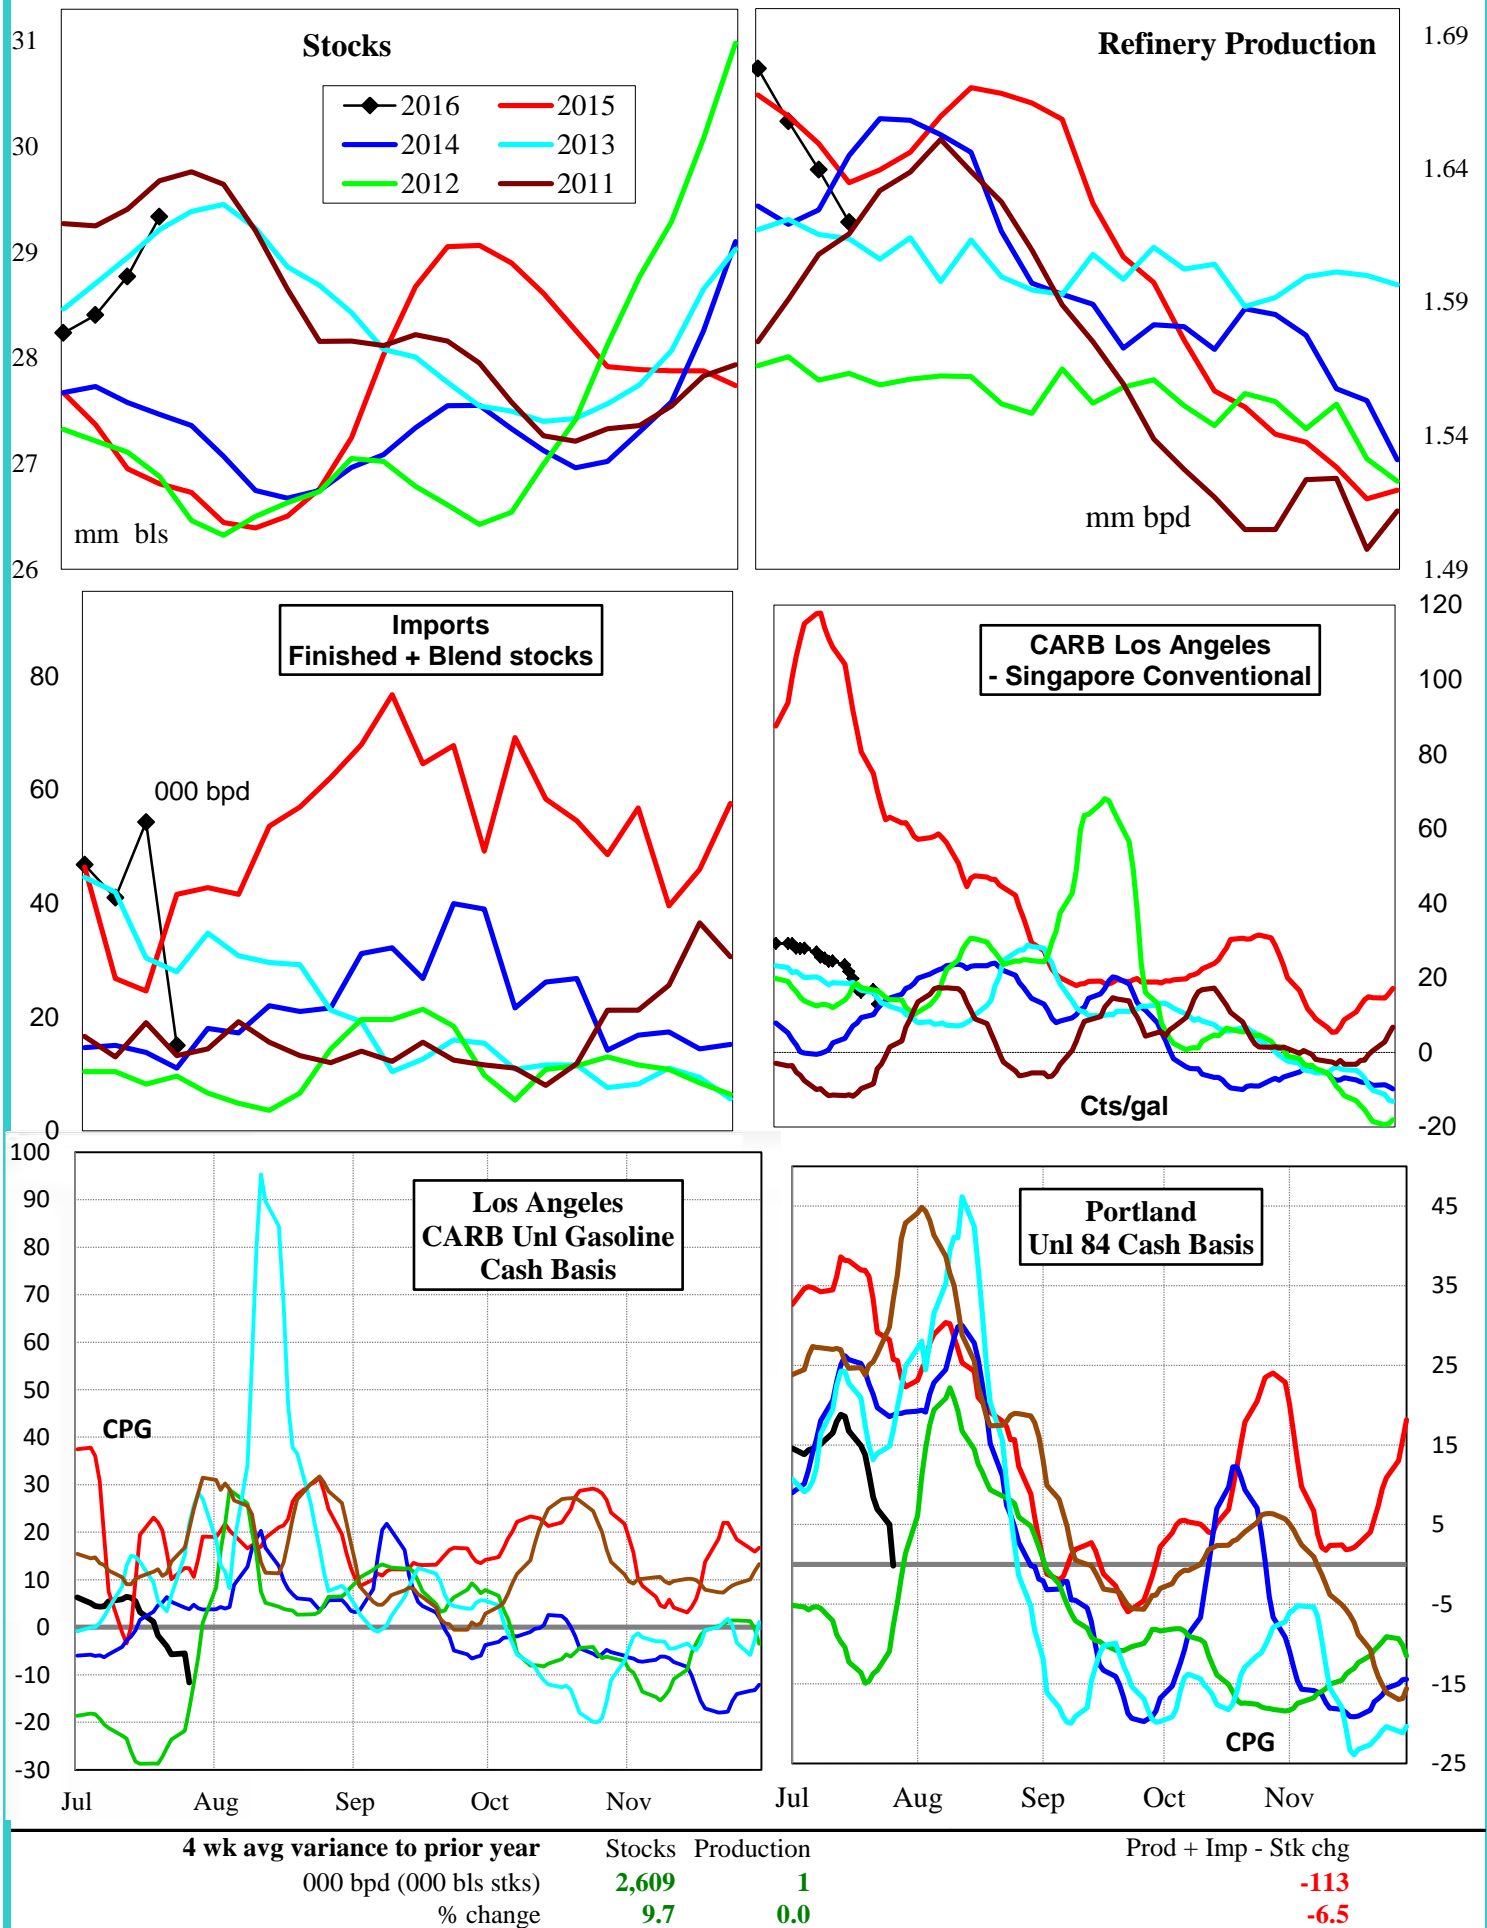 Stocks
31
30
29
28
27
26
2016
2015
2014
2013
2012
2011
mm bls
Refinery Production
1.69
1.64
1.59
1.54
1.49
mm bpd
Imports
Finished + Blend stocks
80
60
40
20
0
000 bpd
CARB Los Angeles
- Singapore Conventional
120
100
80
60
40
20
0
-20
Cts/gal
Los Angeles
CARB Unl Gasoline
Cash Basis
100
90
80
70
60
50
40
30
20
10
0
-10
-20
-30
CPG
Jul Aug Sep Oct Nov
Portland
Unl 84 Cash Basis
45
35
25
15
5
-5
-15
-25
CPG
Jul Aug Sep Oct Nov
4 wk avg variance to prior year Stocks Production Prod + Imp - Stk chg
000 bpd (000 bls stks) 2,609 1 -113
% change 9.7 0.0 -6.5